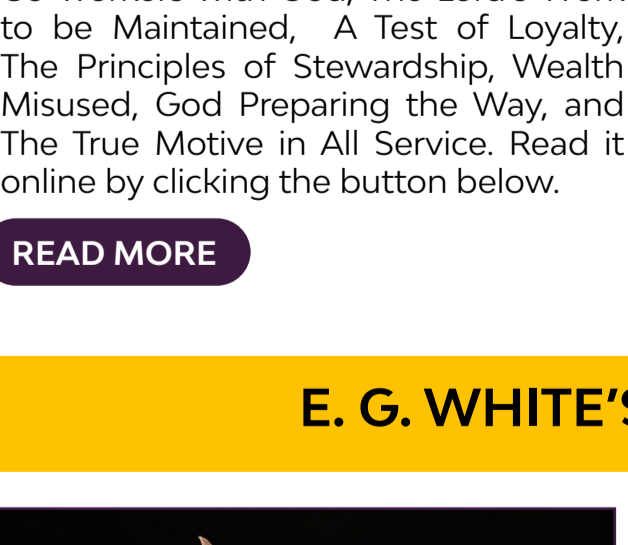 to be Maintained, A Test of Loyalty,
The Principles of Stewardship, Wealth
Misused, God Preparing the Way, and
The True Motive in All Service. Read it
online by clicking the button below.
READ MORE
E. G. WHITE'S